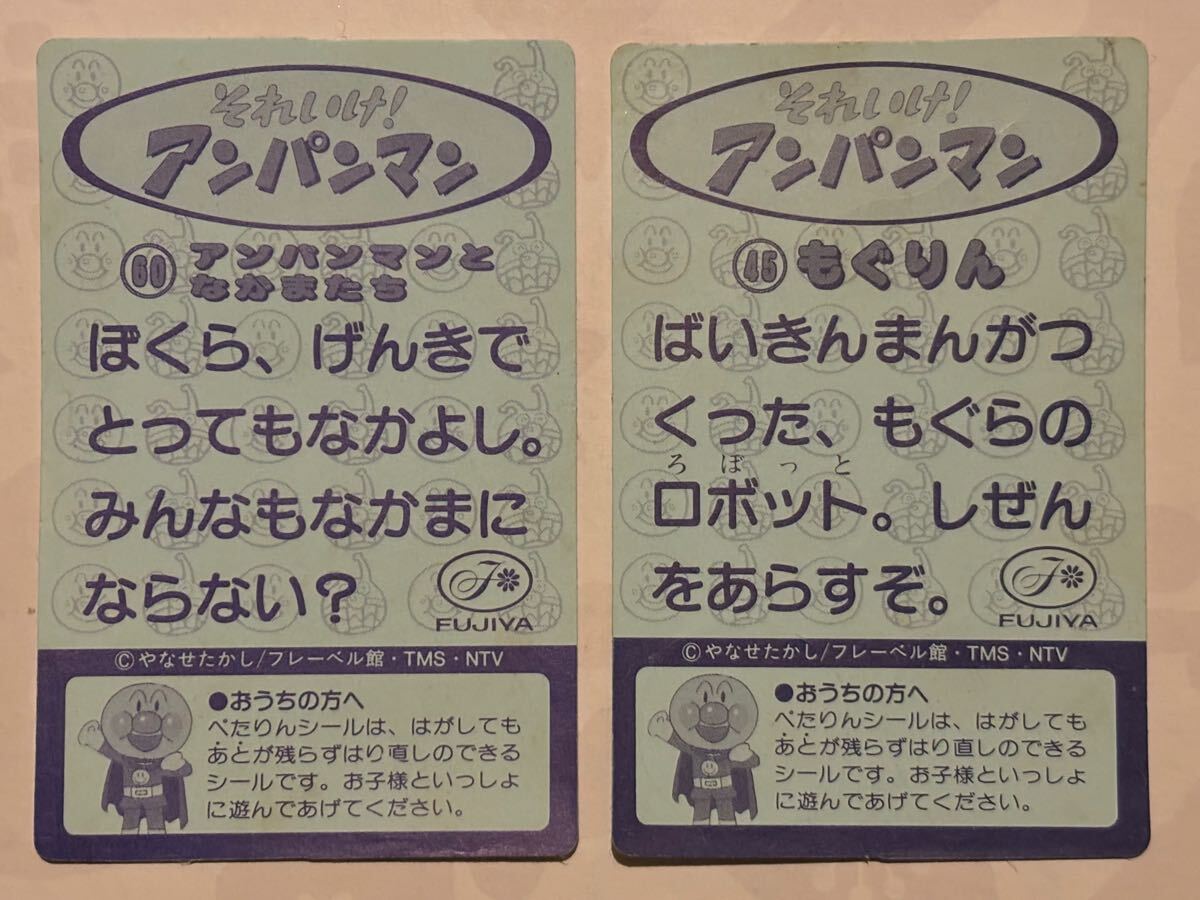 それいけ!
アンパンマン
60 アンパンマンと
なかまたち
ぼくら、げんきで
とってもなかよし。
みんなもなかまに
ならない?
FUJIYA
©やなせたかし/フレーベル館・TMS・NTV
●おうちの方へ
ぺたりんシールは、はがしても
あとが残らずはり直しのできる
シールです。お子様といっしょ
に遊んであげてください。
それいけ!
アンパンマン
45 もぐりん
ばいきんまんがつ
くった、もぐらの
ろぼっと
ロボット。しぜん
をあらすぞ。
FUJIYA
©やなせたかし/フレーベル館・TMS・NTV
●おうちの方へ
ぺたりんシールは、はがしても
あとが残らずはり直しのできる
シールです。お子様といっしょ
に遊んであげてください。